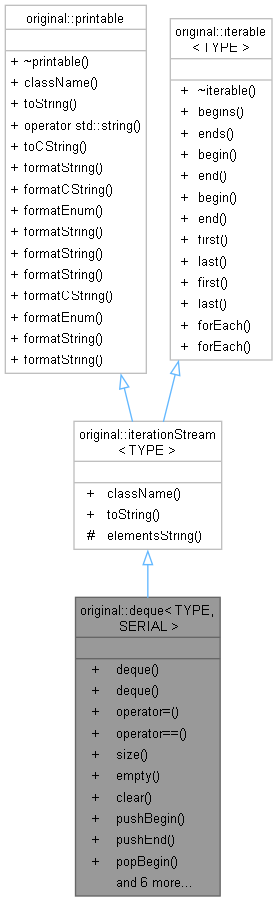 original::printable
+ ~printable()
+ className()
+ toString()
+ operator std::string()
+ toCString()
+ formatString()
+ formatCString()
+ formatEnum()
+ formatString()
+ formatString()
+ formatString()
+ formatCString()
+ formatEnum()
+ formatString()
+ formatString()
original::iterable
< TYPE >
+ ~iterable()
+ begins()
+ ends()
+ begin()
+ end()
+ begin()
+ end()
+ first()
+ last()
+ first()
+ last()
+ forEach()
+ forEach()
original::iterationStream
< TYPE >
+ className()
+ toString()
# elementsString()
original::deque< TYPE,
SERIAL >
+ deque()
+ deque()
+ operator=()
+ operator==()
+ size()
+ empty()
+ clear()
+ pushBegin()
+ pushEnd()
+ popBegin()
and 6 more...